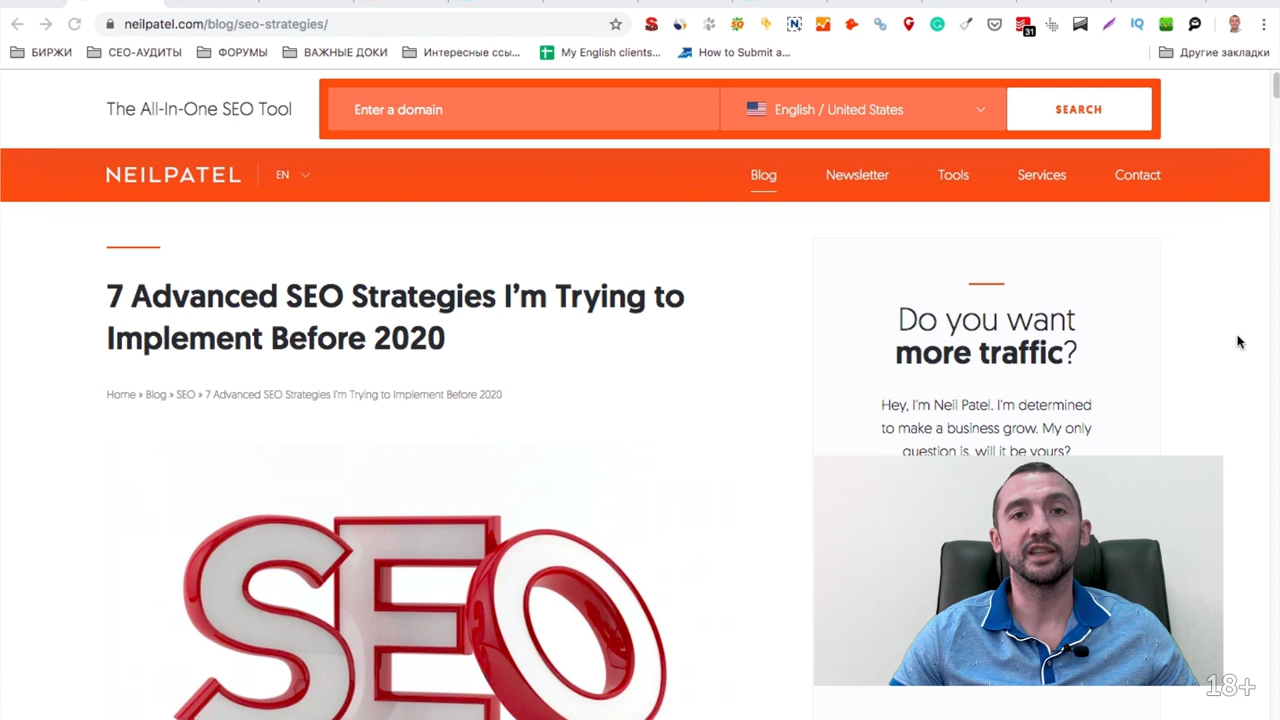 neilpatel.com/blog/seo-strategies/
31
БИРЖИ
СЕО-АУДИТЫ
ФОРУМЫ
ВАЖНЫЕ ДОКИ
Интересные ссы...
My English clients...
How to Submit a...
Другие закладки
The All-In-One SEO Tool
Enter a domain
English / United States
SEARCH
NEILPATEL
EN
Blog
Newsletter
Tools
Services
Contact
7 Advanced SEO Strategies I'm Trying to
Implement Before 2020
Home » Blog » SEO » 7 Advanced SEO Strategies I'm Trying to Implement Before 2020
Do you want
more traffic?
Hey, I'm Neil Patel. I'm determined
to make a business grow. My only
question is, will it be yours?
SEO
18+